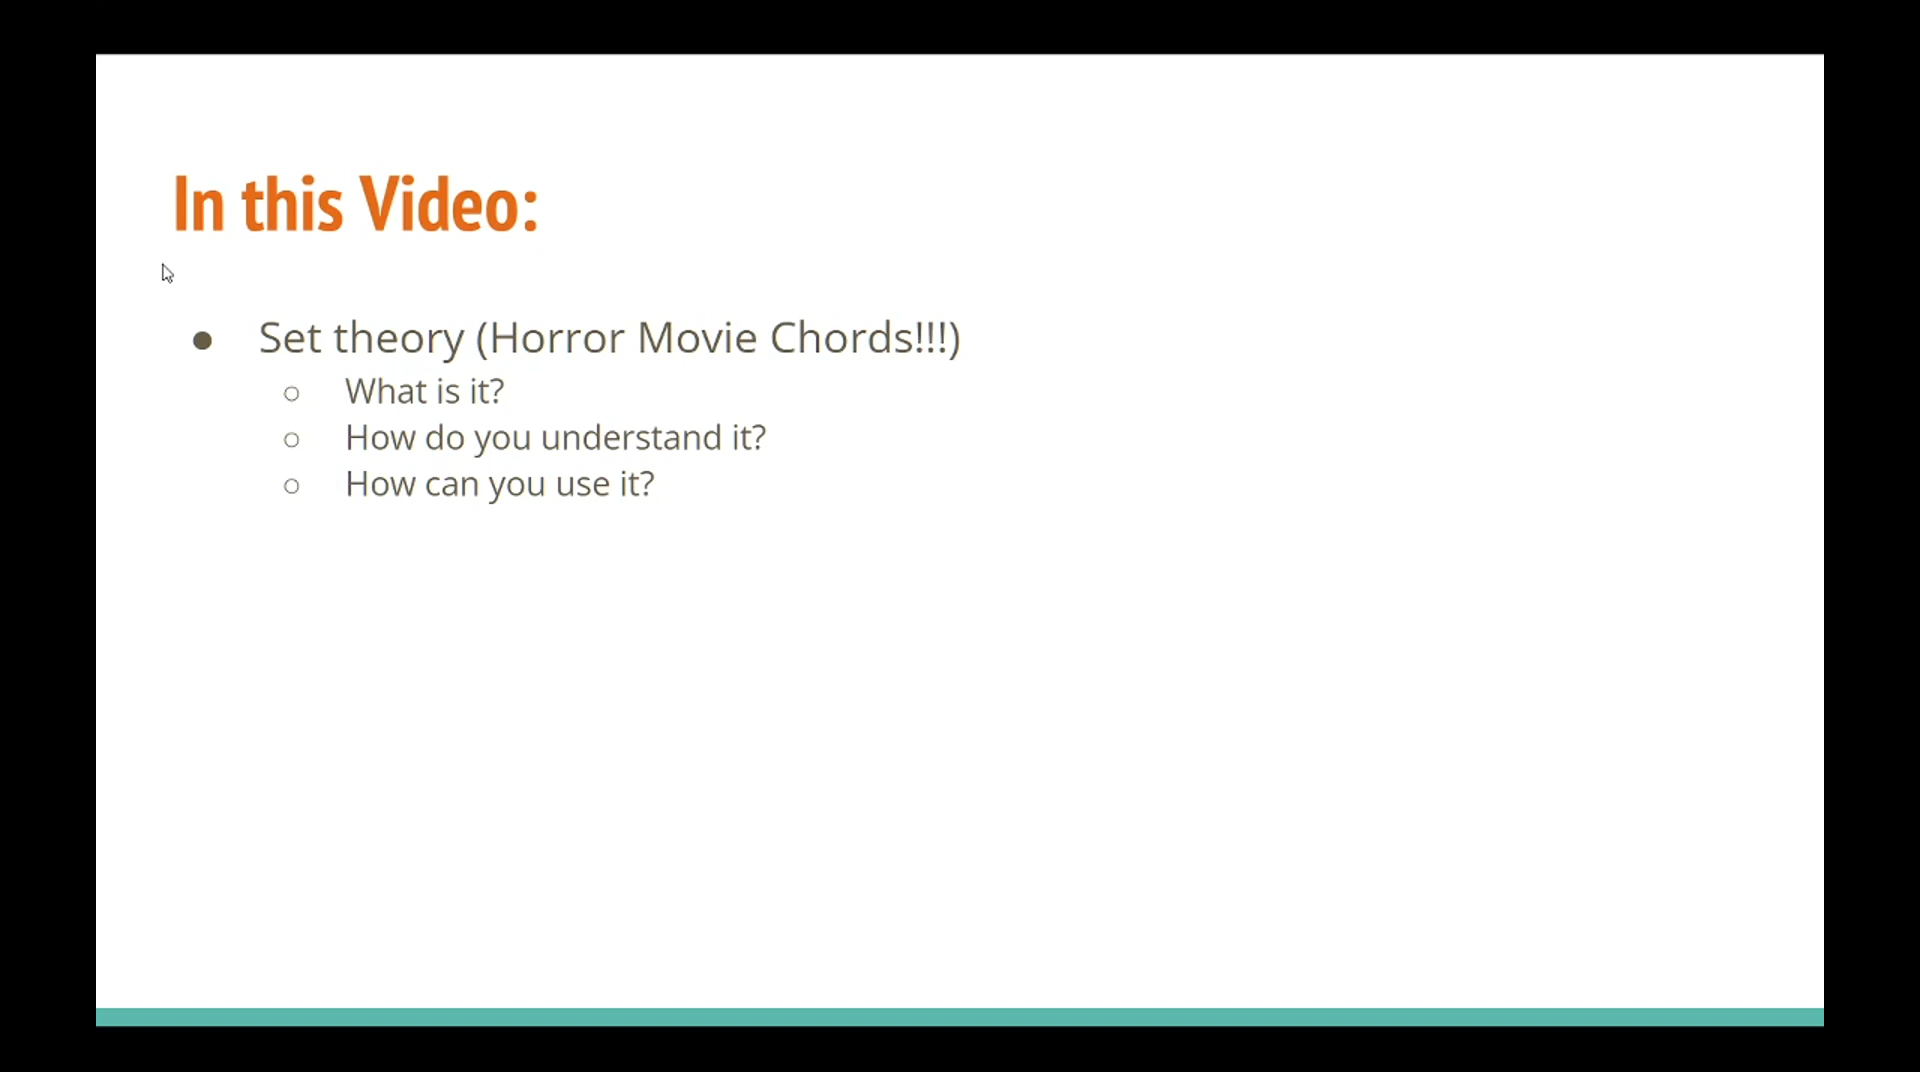 In this Video:
● Set theory (Horror Movie Chords!!!)
○ What is it?
○ How do you understand it?
○ How can you use it?